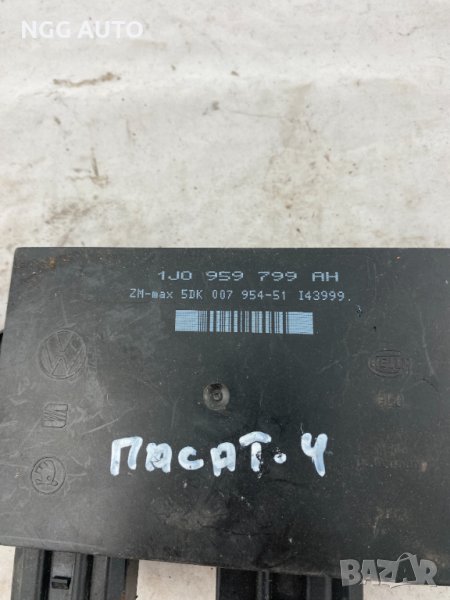 NGG AUTO
1J0 959 799 AH
ZM-max 5DK 007 954-51 I43999.
ПАСАТ.4
BAZAR